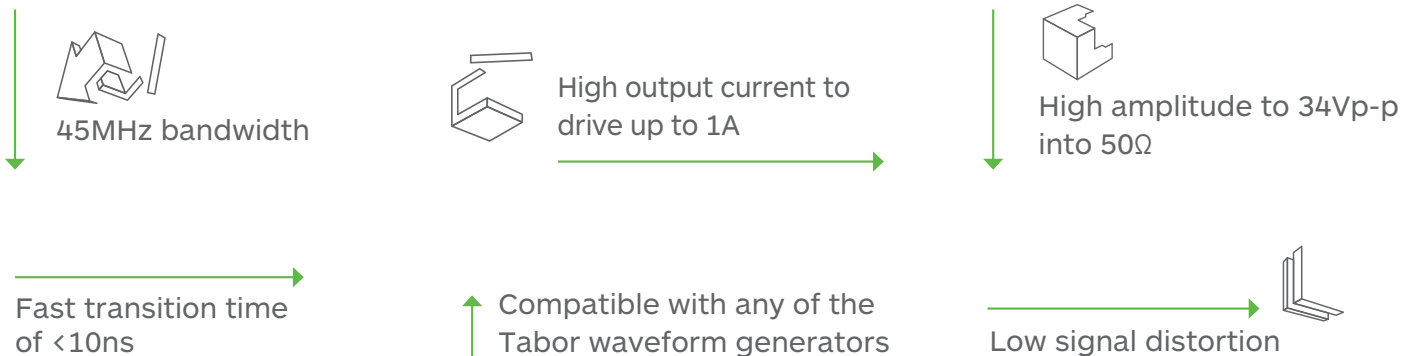 45MHz bandwidth
High output current to
drive up to 1A
High amplitude to 34Vp-p
into 50Ω
Fast transition time
of <10ns
Compatible with any of the
Tabor waveform generators
Low signal distortion